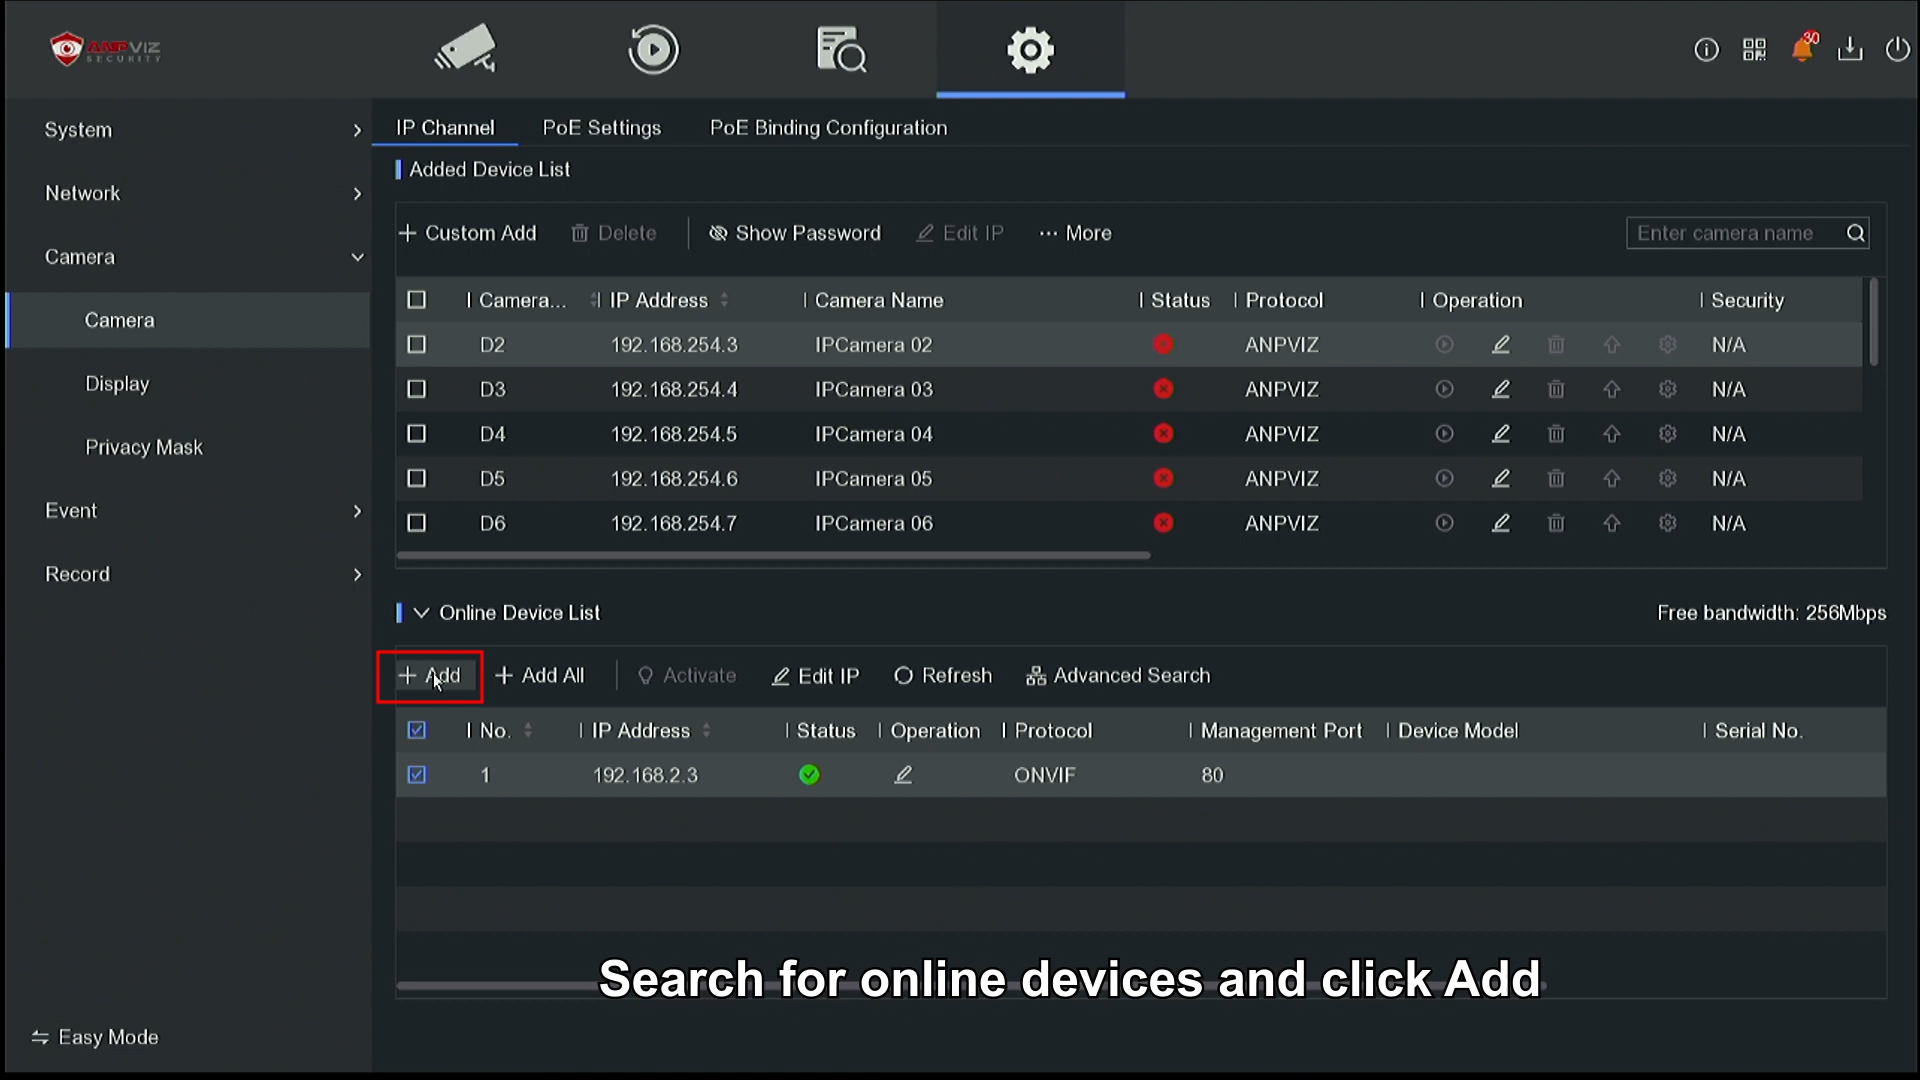 ANPVIZ
SECURITY
30
System
Network
Camera
Camera
Display
Privacy Mask
Event
Record
Easy Mode
IP Channel PoE Settings PoE Binding Configuration
Added Device List
Custom Add Delete Show Password Edit IP ··· More Enter camera name
Camera... IP Address Camera Name Status Protocol Operation Security
D2 192.168.254.3 IPCamera 02 ANPVIZ N/A
D3 192.168.254.4 IPCamera 03 ANPVIZ N/A
D4 192.168.254.5 IPCamera 04 ANPVIZ N/A
D5 192.168.254.6 IPCamera 05 ANPVIZ N/A
D6 192.168.254.7 IPCamera 06 ANPVIZ N/A
Online Device List Free bandwidth: 256Mbps
Add Add All Activate Edit IP Refresh Advanced Search
No. IP Address Status Operation Protocol Management Port Device Model Serial No.
1 192.168.2.3 ONVIF 80
Search for online devices and click Add